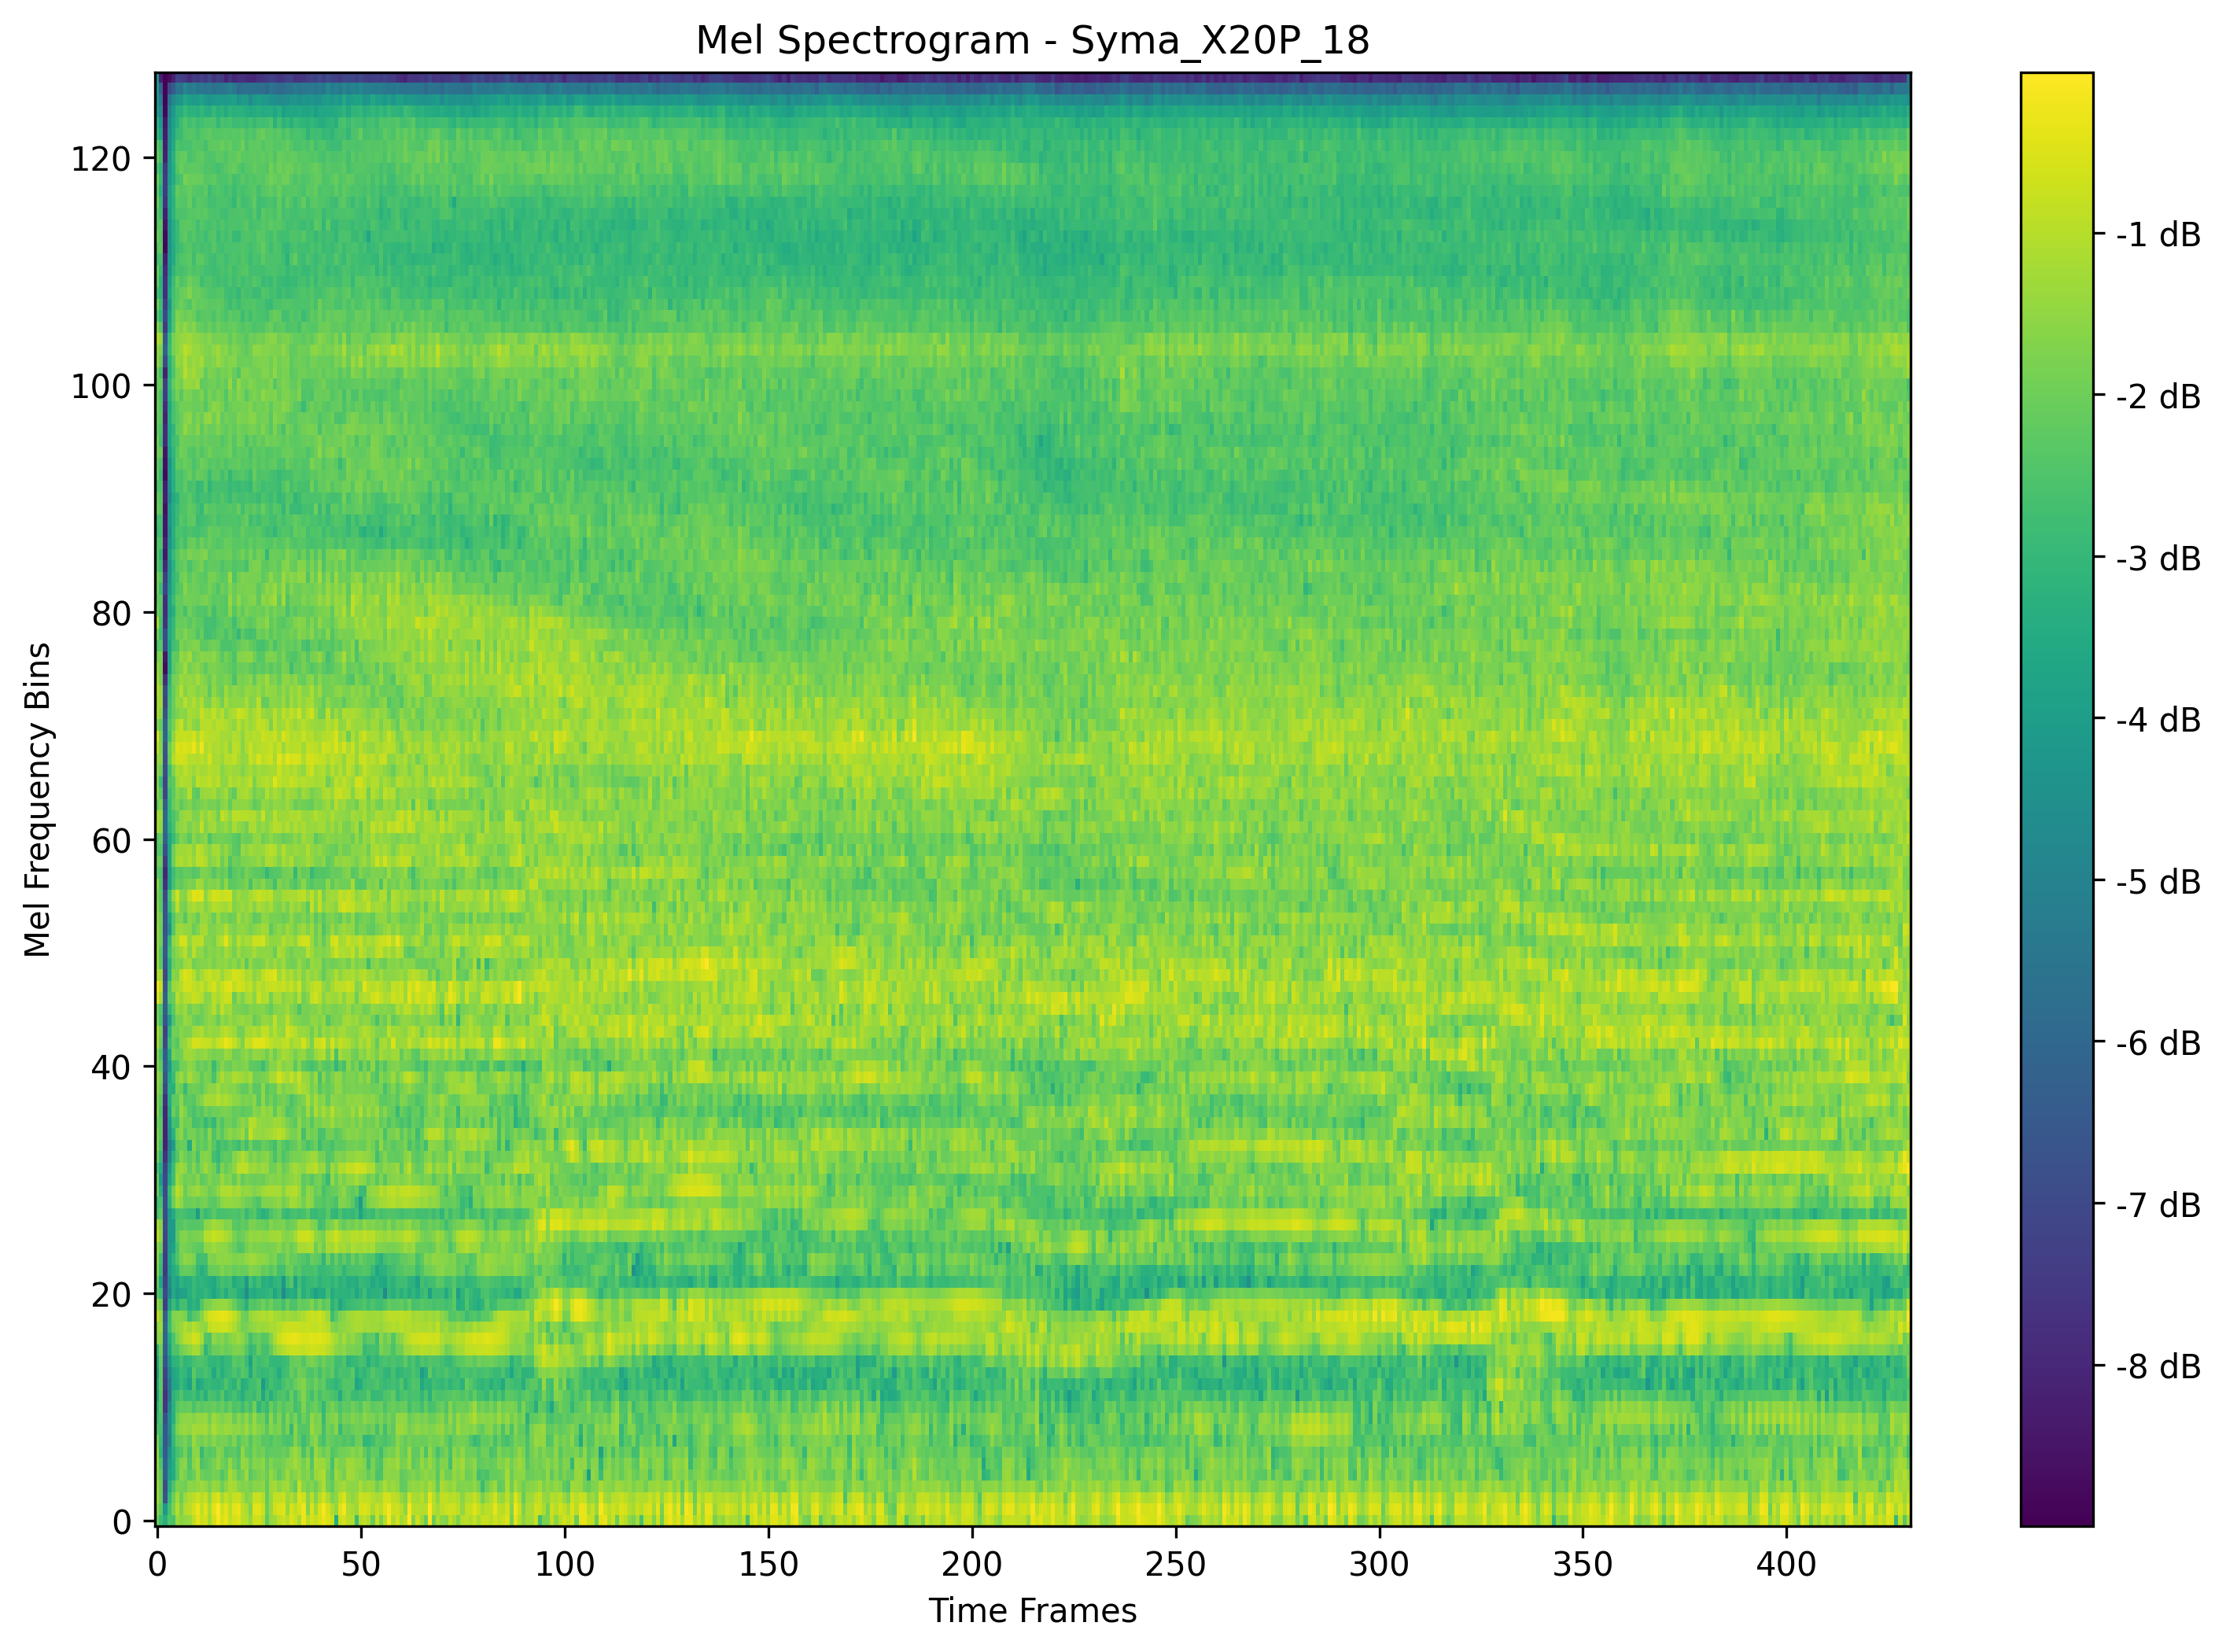 Mel Spectrogram - Syma_X20P_18
Mel Frequency Bins
120
100
80
60
40
20
0
0 50 100 150 200 250 300 350 400
Time Frames
-1 dB
-2 dB
-3 dB
-4 dB
-5 dB
-6 dB
-7 dB
-8 dB